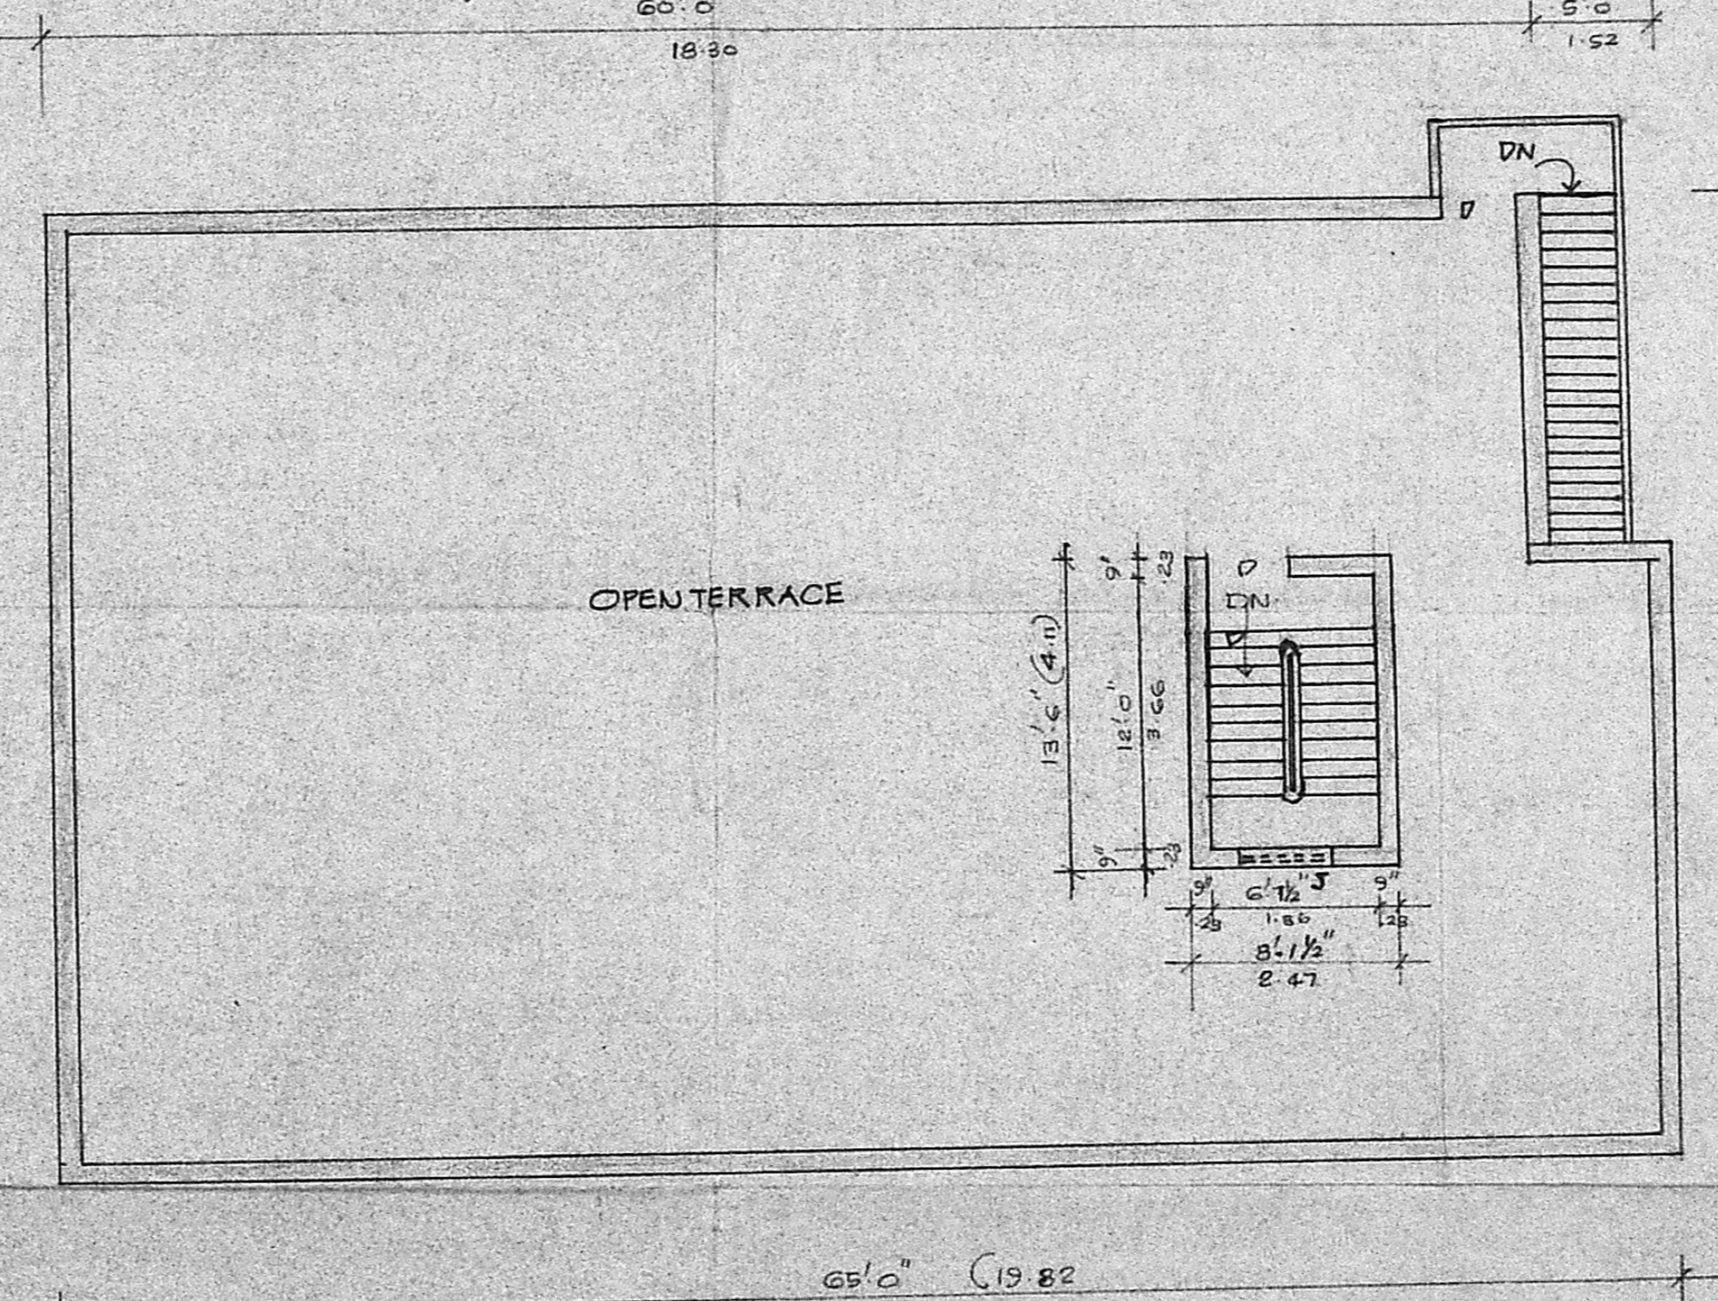 60.0
5.0
18.30
1.52
DN
D
OPEN TERRACE
9'
.23
D
DN
D
13'.6" (4.11)
12'.0"
3.66
9"
.23
9"
6'.7½"
J
9"
.23
1.86
.23
8'.1½"
2.47
65'0" (19.82